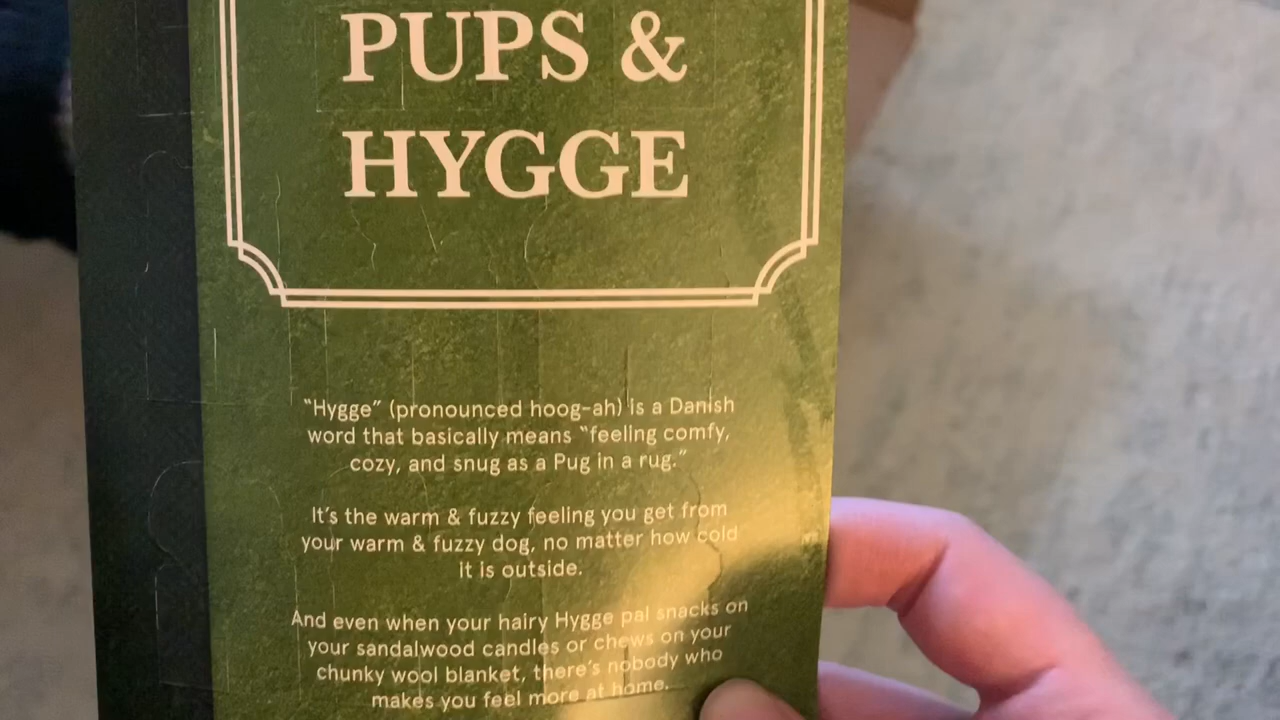 PUPS &
HYGGE
“Hygge” (pronounced hoog-ah) is a Danish
word that basically means “feeling comfy,
cozy, and snug as a Pug in a rug.”
It’s the warm & fuzzy feeling you get from
your warm & fuzzy dog, no matter how cold
it is outside.
And even when your hairy Hygge pal snacks on
your sandalwood candles or chews on your
chunky wool blanket, there’s nobody who
makes you feel more at home.